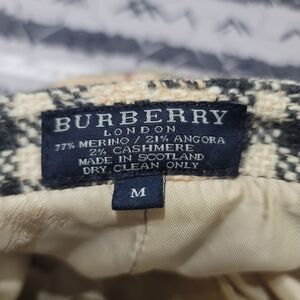 BURBERRY
LONDON
77% MERINO / 21% ANGORA
2% CASHMERE
MADE IN SCOTLAND
DRY CLEAN ONLY
M